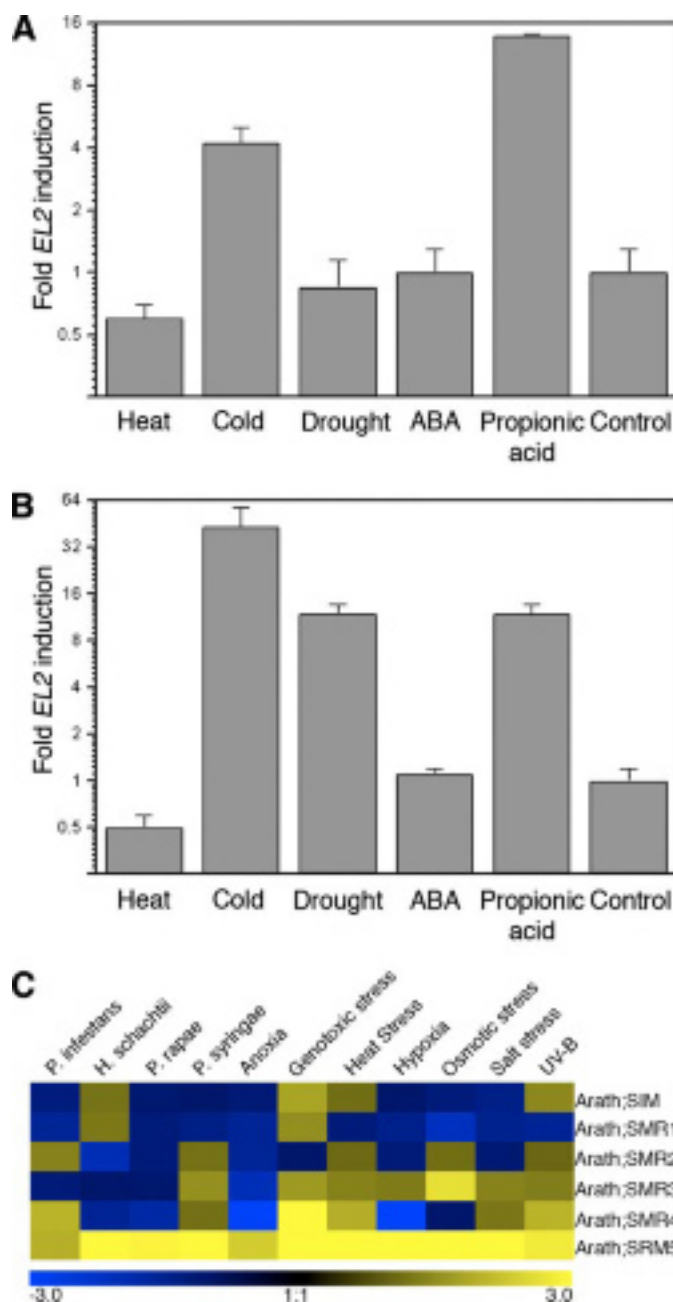 A
Fold EL2 induction
16
8
4
2
1
0.5
Heat Cold Drought ABA Propionic acid Control
B
Fold EL2 induction
64
32
16
8
4
2
1
0.5
Heat Cold Drought ABA Propionic acid Control
C
P. infestans H. schachtii P. rapae P. syringae Anoxia Genotoxic stress Heat Stress Hypoxia Osmotic stress Salt stress UV-B
Arath;SIM
Arath;SMR1
Arath;SMR2
Arath;SMR3
Arath;SMR4
Arath;SRM5
-3.0 1:1 3.0